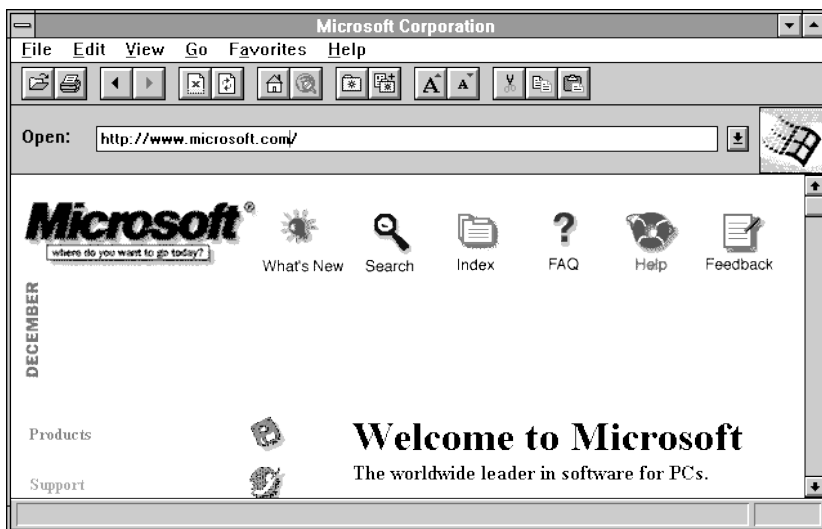 Microsoft Corporation
File Edit View Go Favorites Help
A A
Open: http://www.microsoft.com/
Microsoft®
where do you want to go today?
What's New Search Index FAQ Help Feedback
DECEMBER
Products
Welcome to Microsoft
Support
The worldwide leader in software for PCs.